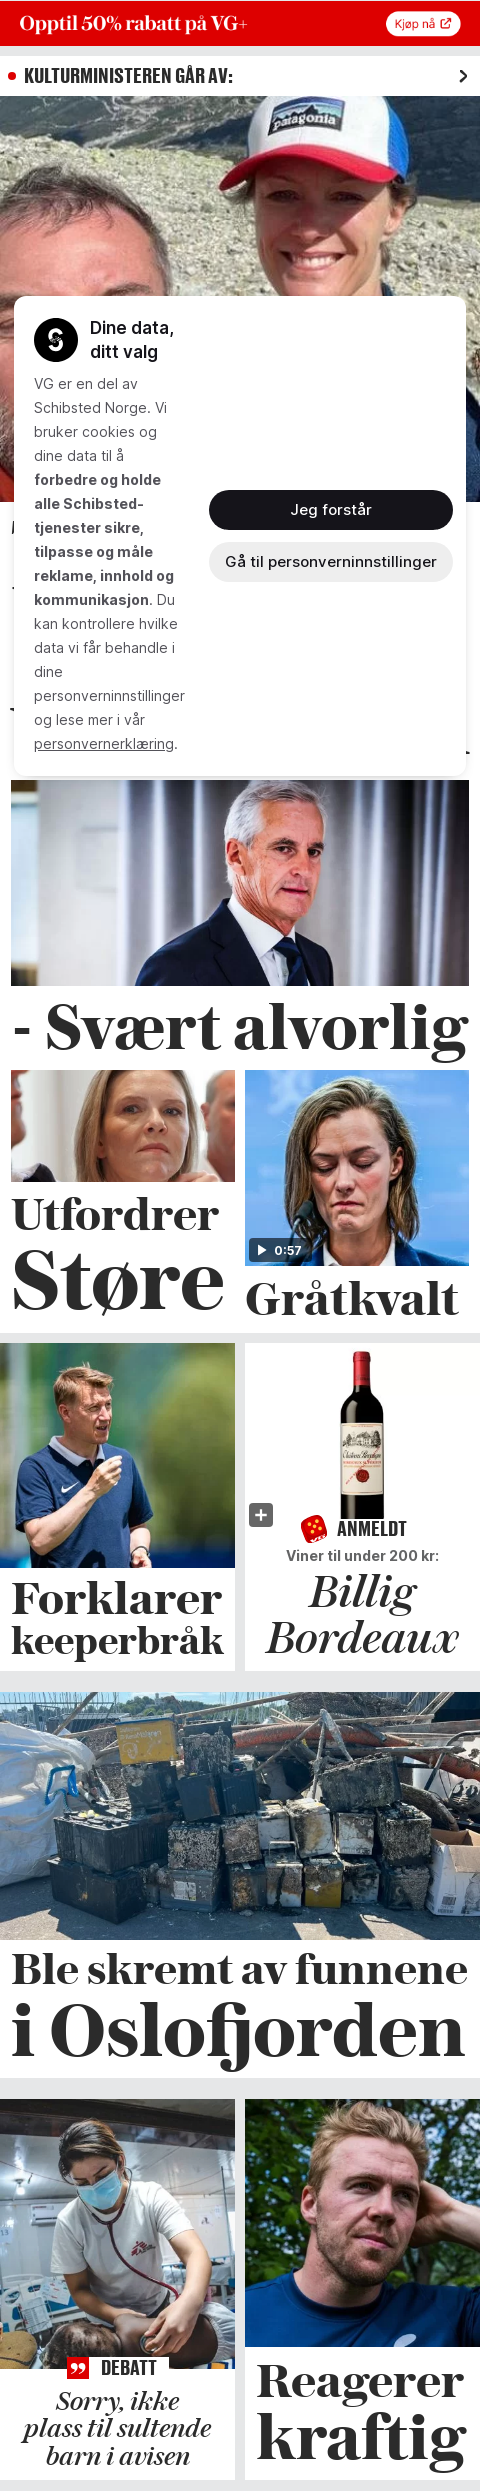 Opptil 50% rabatt på VG+
Kjøp nå
KULTURMINISTEREN GÅR AV:
patagonia
Dine data,
ditt valg
VG er en del av
Schibsted Norge. Vi
bruker cookies og
dine data til å
forbedre og holde
alle Schibsted-
tjenester sikre,
tilpasse og måle
reklame, innhold og
kommunikasjon. Du
kan kontrollere hvilke
data vi får behandle i
dine
personverninnstillinger
og lese mer i vår
personvernerklæring.
Jeg forstår
Gå til personverninnstillinger
- Svært alvorlig
Utfordrer
Støre
0:57
Gråtkvalt
Forklarer
keeperbråk
ANMELDT
Viner til under 200 kr:
Billig
Bordeaux
Ble skremt av funnene
i Oslofjorden
DEBATT
Sorry, ikke
plass til sultende
barn i avisen
Reagerer
kraftig